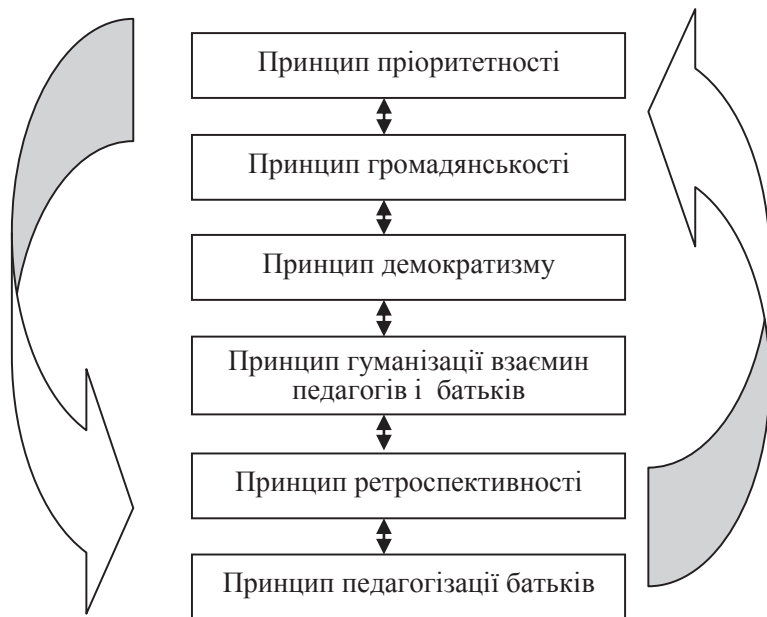 Принцип пріоритетності
Принцип громадянськості
Принцип демократизму
Принцип гуманізації взаємин
педагогів і батьків
Принцип ретроспективності
Принцип педагогізації батьків